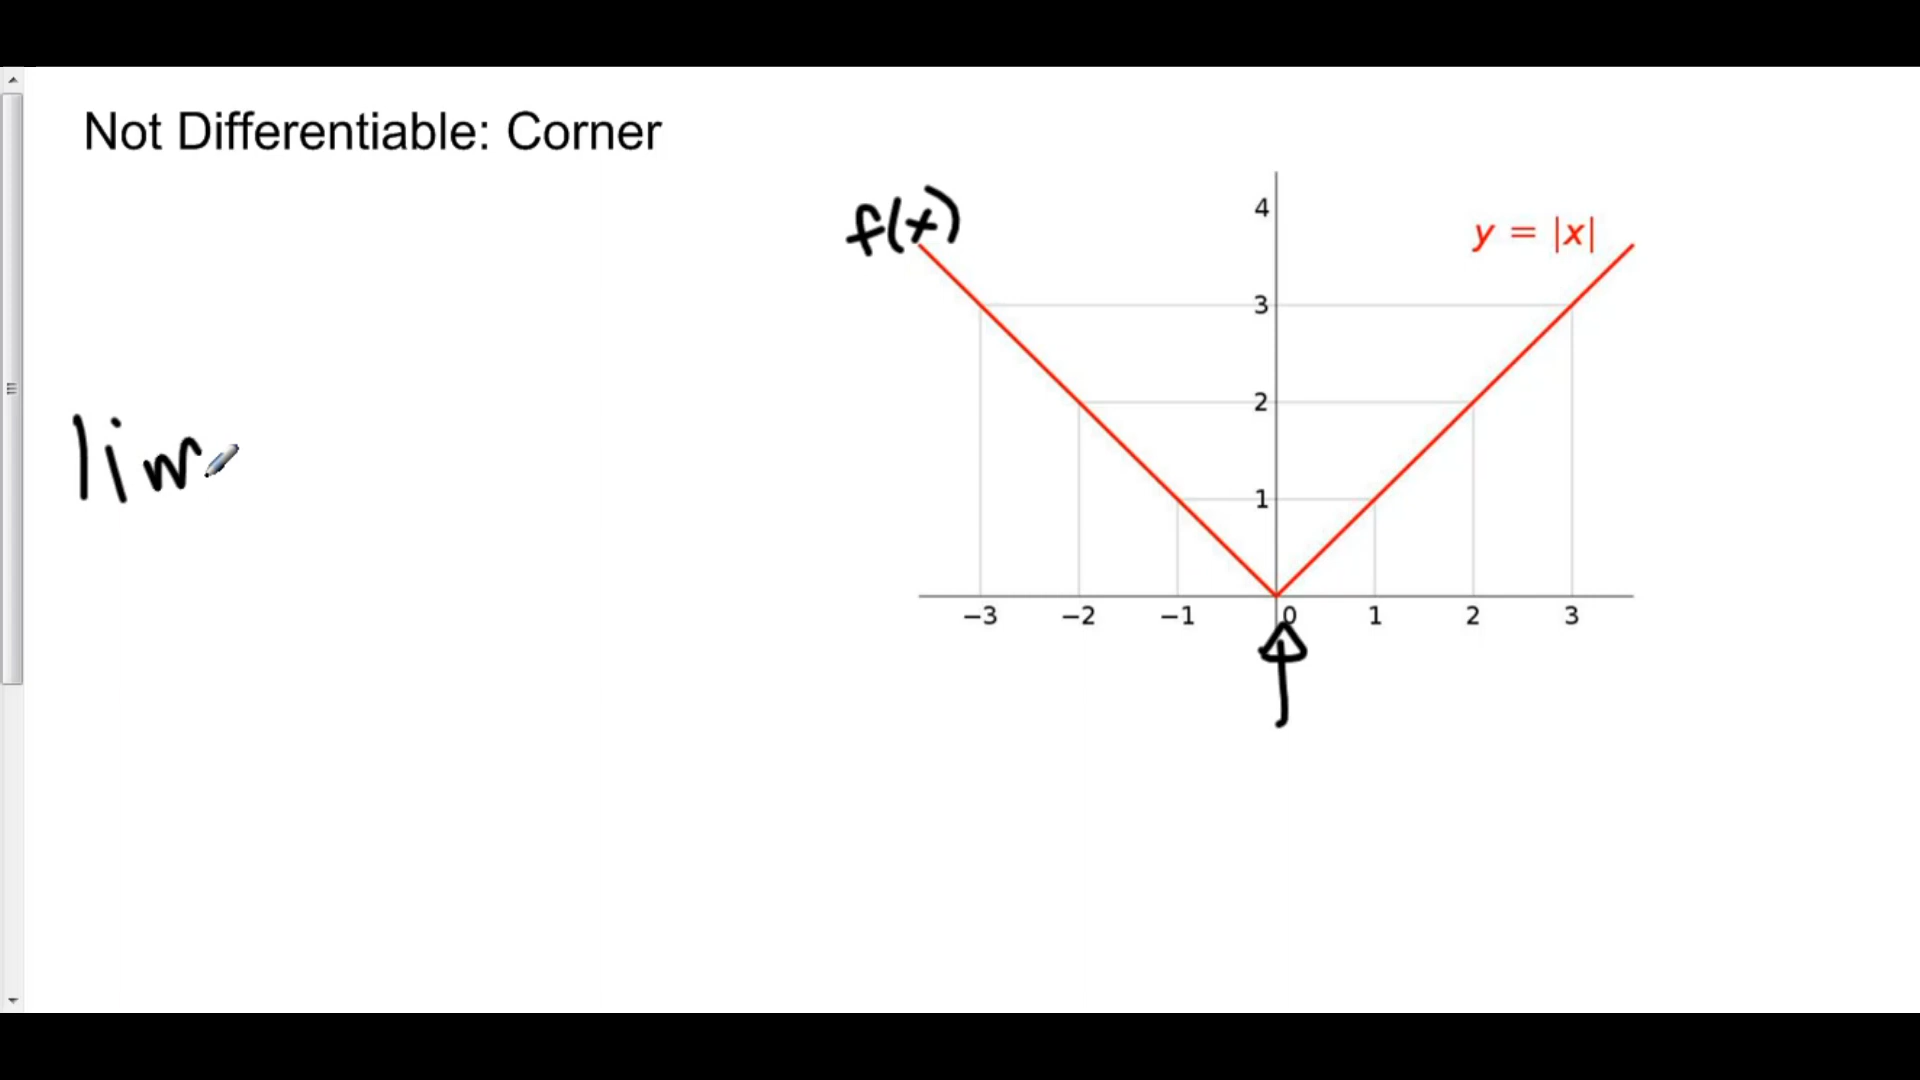 Not Differentiable: Corner
f(x)
4
y = |x|
3
2
lim
1
−3 −2 −1 0 1 2 3